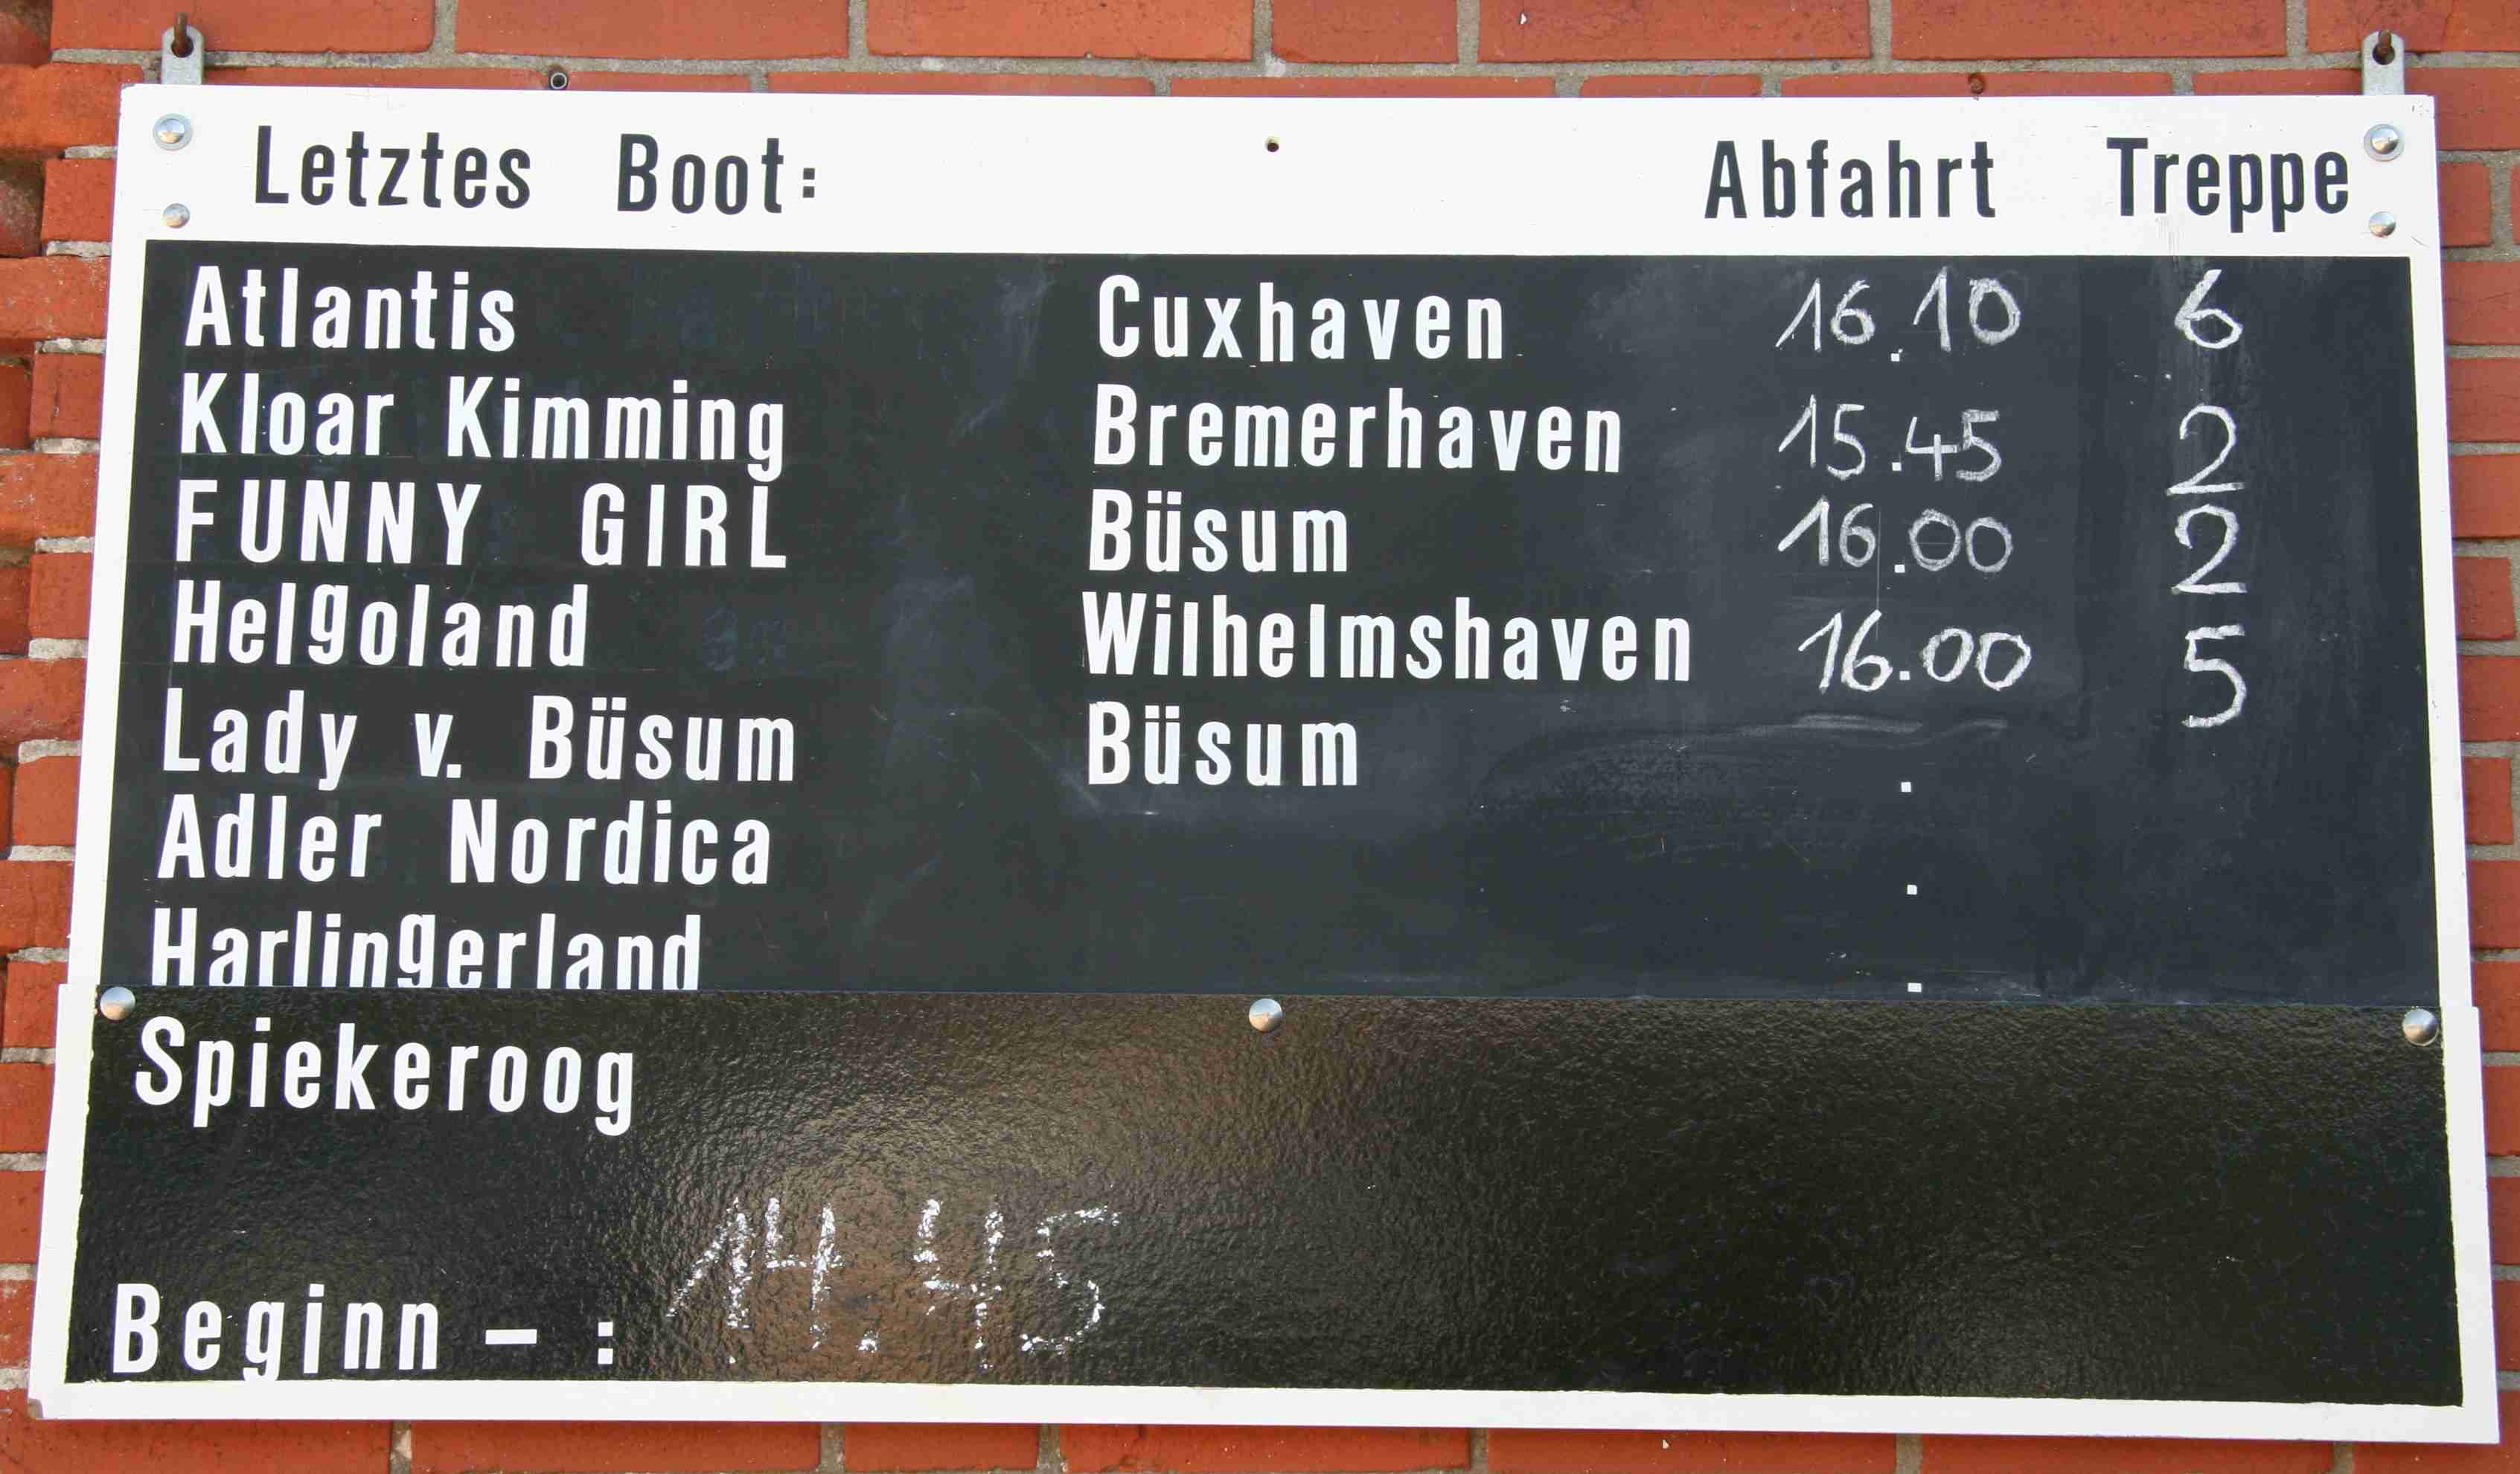 Letztes Boot: Abfahrt Treppe
Atlantis Cuxhaven 16.10 6
Kloar Kimming Bremerhaven 15.45 2
FUNNY GIRL Büsum 16.00 2
Helgoland Wilhelmshaven 16.00 5
Lady v. Büsum Büsum .
Adler Nordica .
Harlingerland .
Spiekeroog
Beginn – : 14.45